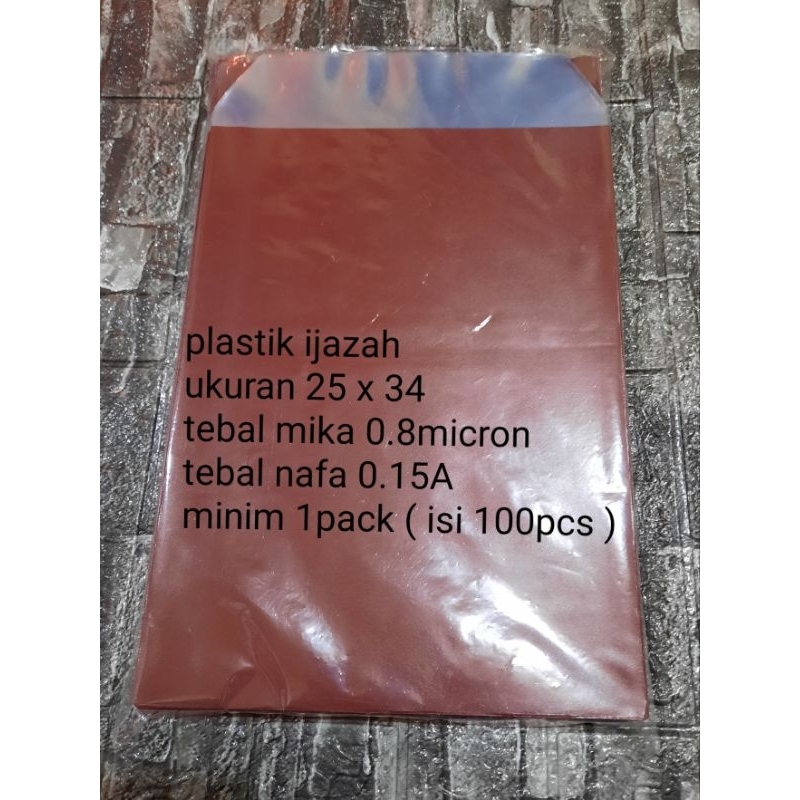 plastik ijazah
ukuran 25 x 34
tebal mika 0.8micron
tebal nafa 0.15A
minim 1pack ( isi 100pcs )